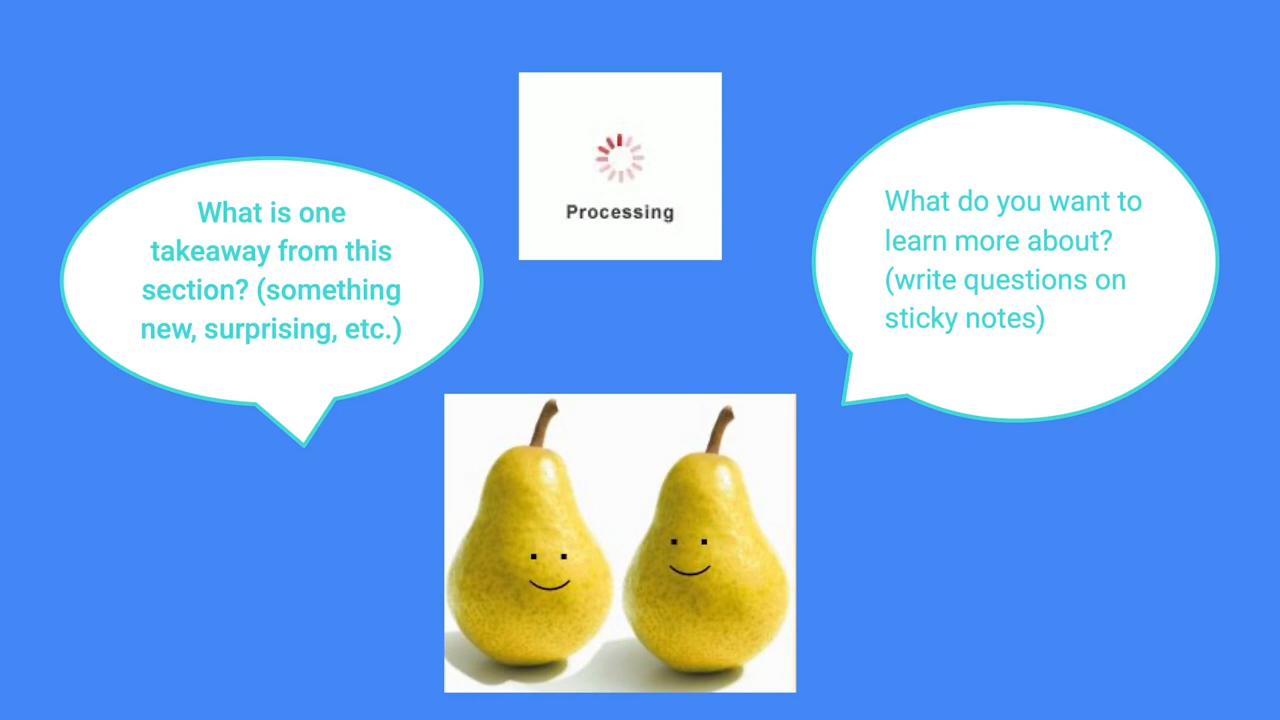 What is one
takeaway from this
section? (something
new, surprising, etc.)
Processing
What do you want to
learn more about?
(write questions on
sticky notes)